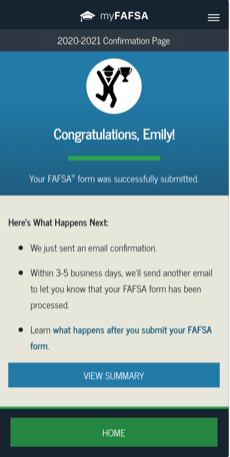 myFAFSA
2020-2021 Confirmation Page
Congratulations, Emily!
Your FAFSA® form was successfully submitted.
Here's What Happens Next:
• We just sent an email confirmation.
• Within 3-5 business days, we'll send another email
to let you know that your FAFSA form has been
processed.
• Learn what happens after you submit your FAFSA
form.
VIEW SUMMARY
HOME